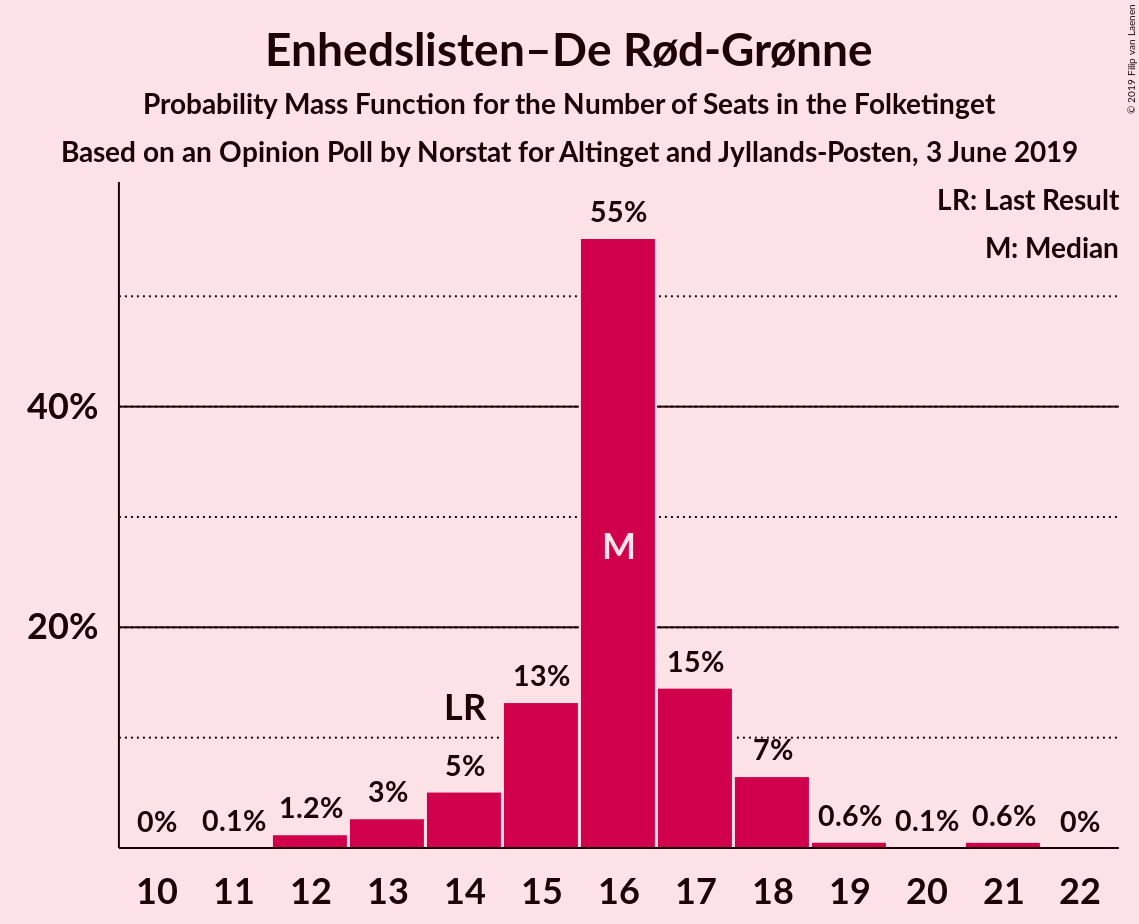 Enhedslisten–De Rød-Grønne
Probability Mass Function for the Number of Seats in the Folketinget
Based on an Opinion Poll by Norstat for Altinget and Jyllands-Posten, 3 June 2019
© 2019 Filip van Laenen
LR: Last Result
M: Median
40%
20%
0%
0.1%
1.2%
3%
5%
LR
13%
55%
M
15%
7%
0.6%
0.1%
0.6%
0%
10 11 12 13 14 15 16 17 18 19 20 21 22